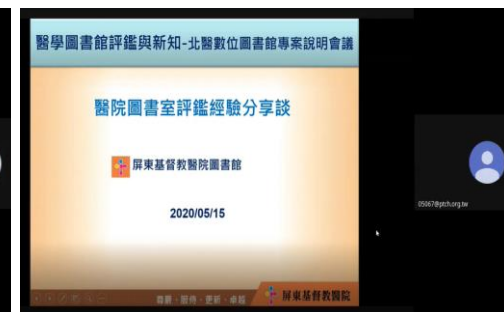 醫學圖書館評鑑與新知-北醫數位圖書館專案說明會議
醫院圖書室評鑑經驗分享談
屏東基督教醫院圖書館
2020/05/15
05067@ptch.org.tw
屏東基督教醫院